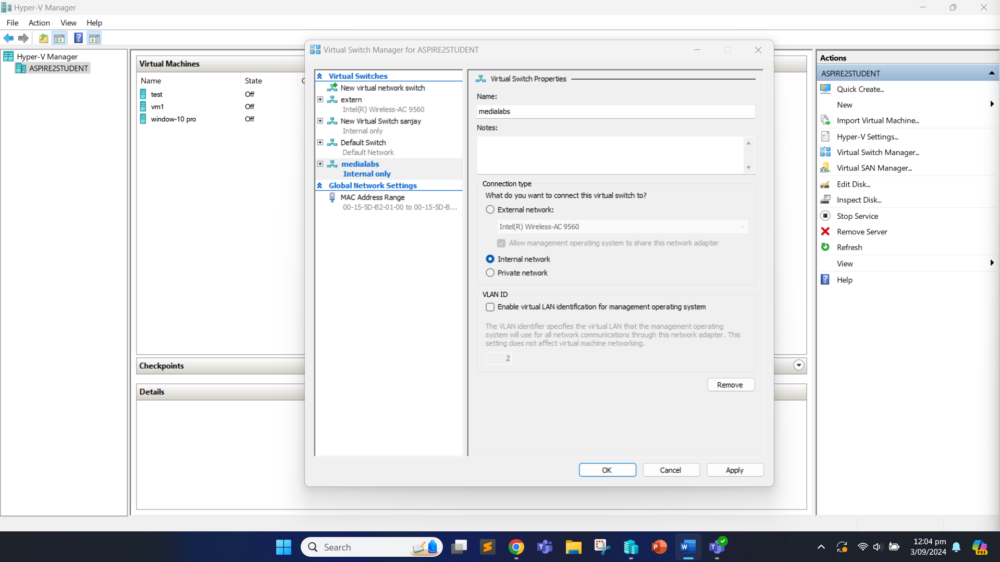 Hyper-V Manager
File Action View Help
Hyper-V Manager
ASPIRE2STUDENT
Virtual Machines
Name State
test Off
vm1 Off
window-10 pro Off
Checkpoints
Details
Virtual Switch Manager for ASPIRE2STUDENT
Virtual Switches
New virtual network switch
extern
Intel(R) Wireless-AC 9560
New Virtual Switch sanjay
Internal only
Default Switch
Default Network
medialabs
Internal only
Global Network Settings
MAC Address Range
00-15-5D-B2-01-00 to 00-15-5D-B...
Virtual Switch Properties
Name:
medialabs
Notes:
Connection type
What do you want to connect this virtual switch to?
External network:
Intel(R) Wireless-AC 9560
Allow management operating system to share this network adapter
Internal network
Private network
VLAN ID
Enable virtual LAN identification for management operating system
The VLAN identifier specifies the virtual LAN that the management operating
system will use for all network communications through this network adapter. This
setting does not affect virtual machine networking.
2
Remove
OK Cancel Apply
Actions
ASPIRE2STUDENT
Quick Create...
New
Import Virtual Machine...
Hyper-V Settings...
Virtual Switch Manager...
Virtual SAN Manager...
Edit Disk...
Inspect Disk...
Stop Service
Remove Server
Refresh
View
Help
Search
12:04 pm
3/09/2024
PRE